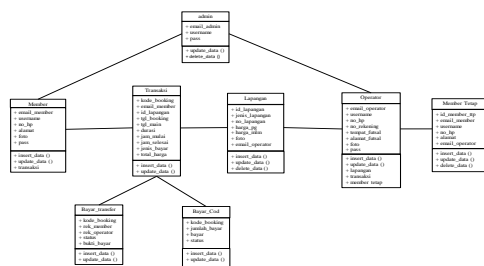 admin
+ email_admin
+ username
+ pass
+ update_data ()
+ delete_data ()
Member
+ email_member
+ username
+ no_hp
+ alamat
+ foto
+ pass
+ insert_data ()
+ update_data ()
+ transaksi
Transaksi
+ kode_booking
+ email_member
+ id_lapangan
+ tgl_booking
+ tgl_main
+ durasi
+ jam_mulai
+ jam_selesai
+ jenis_bayar
+ total_harga
+ insert_data ()
+ update_data ()
Lapangan
+ id_lapangan
+ jenis_lapangan
+ no_lapangan
+ harga_pg
+ harga_mlm
+ foto
+ email_operator
+ insert_data ()
+ update_data ()
+ delete_data ()
Operator
+ email_operator
+ username
+ no_hp
+ no_rekening
+ tempat_futsal
+ alamat_futsal
+ foto
+ pass
+ insert_data ()
+ update_data ()
+ lapangan
+ transaksi
+ member tetap
Member Tetap
+ id_member_ttp
+ email_member
+ username
+ no_hp
+ alamat
+ email_operator
+ insert_data ()
+ update_data ()
+ delete_data ()
Bayar_transfer
+ kode_booking
+ rek_member
+ rek_operator
+ status
+ bukti_bayar
+ insert_data ()
+ update_data ()
Bayar_Cod
+ kode_booking
+ jumlah_bayar
+ bayar
+ status
+ insert_data ()
+ update_data ()